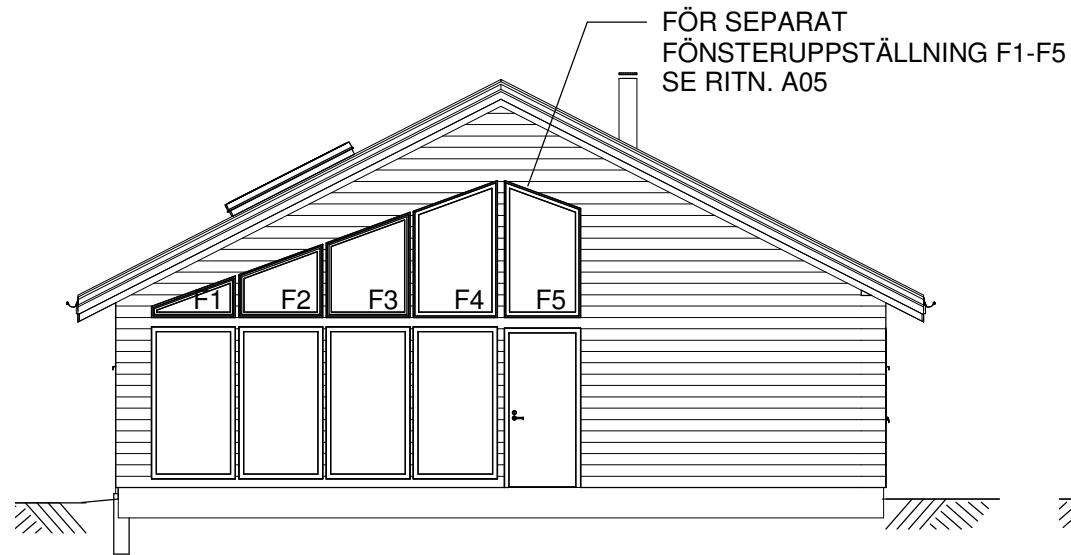 FÖR SEPARAT
FÖNSTERUPPSTÄLLNING F1-F5
SE RITN. A05
F1 F2 F3 F4 F5